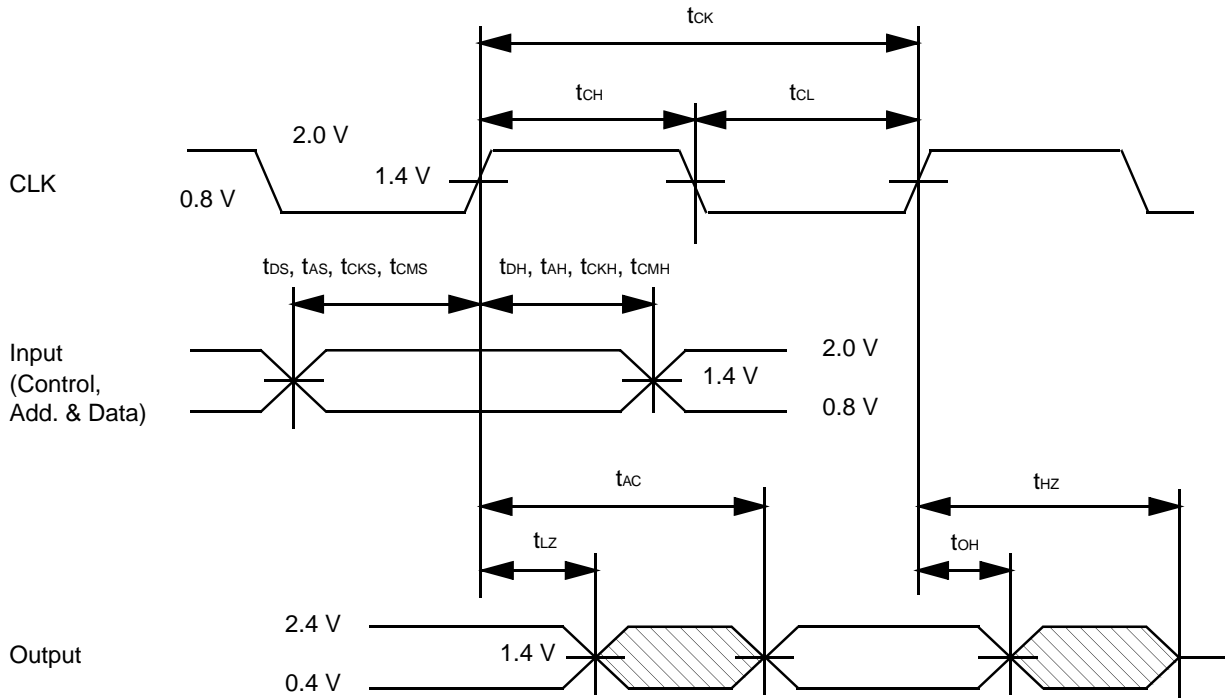 tCK
tCH
tCL
2.0 V
CLK
1.4 V
0.8 V
tDS, tAS, tCKS, tCMS
tDH, tAH, tCKH, tCMH
Input
(Control,
Add. & Data)
2.0 V
1.4 V
0.8 V
tAC
tHZ
tLZ
tOH
2.4 V
Output
1.4 V
0.4 V